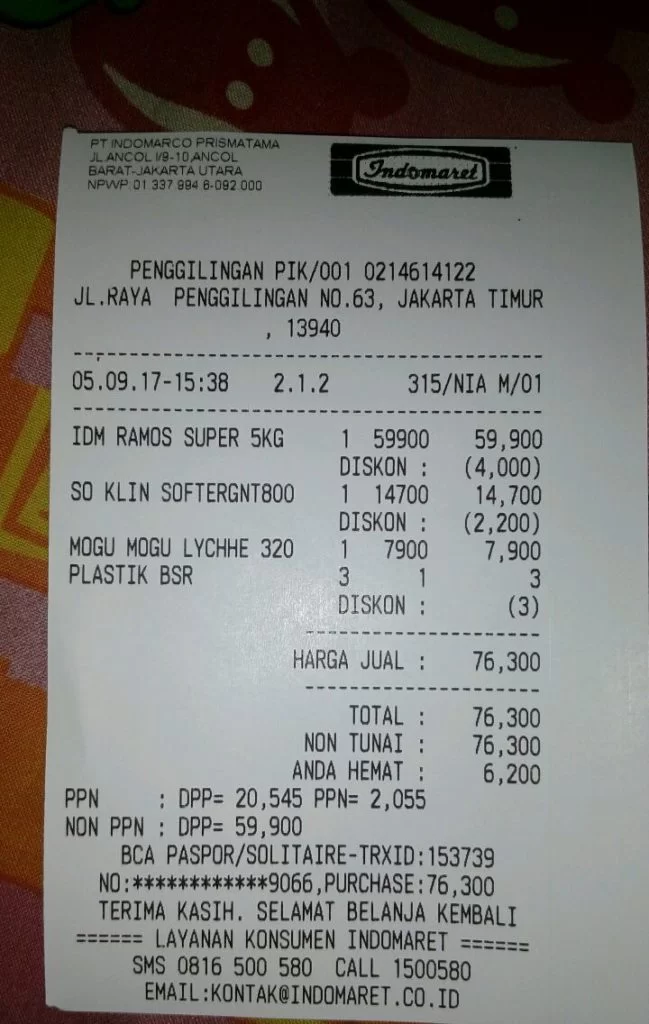 PT INDOMARCO PRISMATAMA
JL.ANCOL I/9-10,ANCOL
BARAT-JAKARTA UTARA
NPWP.01 337 994 6-092 000
Indomaret
PENGGILINGAN PIK/001 0214614122
JL.RAYA PENGGILINGAN NO.63, JAKARTA TIMUR
, 13940
----------------------------------------
05.09.17-15:38 2.1.2 315/NIA M/01
----------------------------------------
IDM RAMOS SUPER 5KG 1 59900 59,900
DISKON : (4,000)
SO KLIN SOFTERGNT800 1 14700 14,700
DISKON : (2,200)
MOGU MOGU LYCHHE 320 1 7900 7,900
PLASTIK BSR 3 1 3
DISKON : (3)
--------------------
HARGA JUAL : 76,300
--------------------
TOTAL : 76,300
NON TUNAI : 76,300
ANDA HEMAT : 6,200
PPN : DPP= 20,545 PPN= 2,055
NON PPN : DPP= 59,900
BCA PASPOR/SOLITAIRE-TRXID:153739
NO:************9066,PURCHASE:76,300
TERIMA KASIH. SELAMAT BELANJA KEMBALI
====== LAYANAN KONSUMEN INDOMARET ======
SMS 0816 500 580 CALL 1500580
EMAIL:KONTAK@INDOMARET.CO.ID